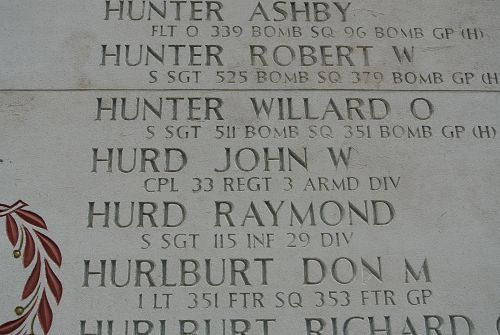 HUNTER ASHBY
FLT O 339 BOMB SQ 96 BOMB GP (H)
HUNTER ROBERT W
S SGT 525 BOMB SQ 379 BOMB GP (H
HUNTER WILLARD O
S SGT 511 BOMB SQ 351 BOMB GP (H)
HURD JOHN W
CPL 33 REGT 3 ARMD DIV
HURD RAYMOND
S SGT 115 INF 29 DIV
HURLBURT DON M
1 LT 351 FTR SQ 353 FTR GP
HURLBURT RICHARD